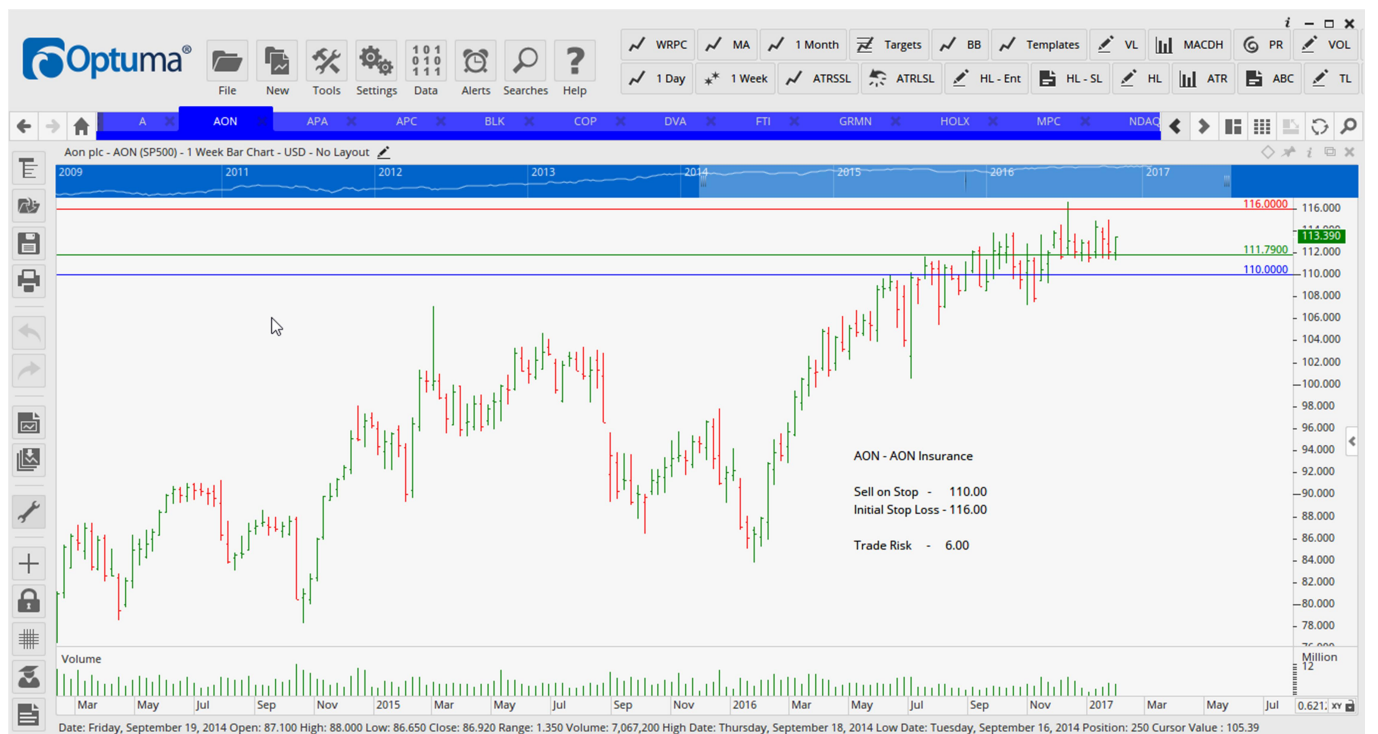 i
Optuma®
File New Tools Settings Data Alerts Searches Help
101
010
111
WRPC MA 1 Month Targets BB Templates VL MACDH PR VOL
1 Day 1 Week ATRSSL ATRLSL HL - Ent HL - SL HL ATR ABC TL
A AON APA APC BLK COP DVA FTI GRMN HOLX MPC NDAQ
Aon plc - AON (SP500) - 1 Week Bar Chart - USD - No Layout
2009 2011 2012 2013 2014 2015 2016 2017
116.0000 116.000
113.390
111.7900 112.000
110.0000 110.000
108.000
106.000
104.000
102.000
100.000
98.000
96.000
94.000
92.000
90.000
88.000
86.000
84.000
82.000
80.000
78.000
AON - AON Insurance
Sell on Stop - 110.00
Initial Stop Loss - 116.00
Trade Risk - 6.00
Volume Million
12
Mar May Jul Sep Nov 2015 Mar May Jul Sep Nov 2016 Mar May Jul Sep Nov 2017 Mar May Jul 0.621. XY
Date: Friday, September 19, 2014 Open: 87.100 High: 88.000 Low: 86.650 Close: 86.920 Range: 1.350 Volume: 7,067,200 High Date: Thursday, September 18, 2014 Low Date: Tuesday, September 16, 2014 Position: 250 Cursor Value : 105.39